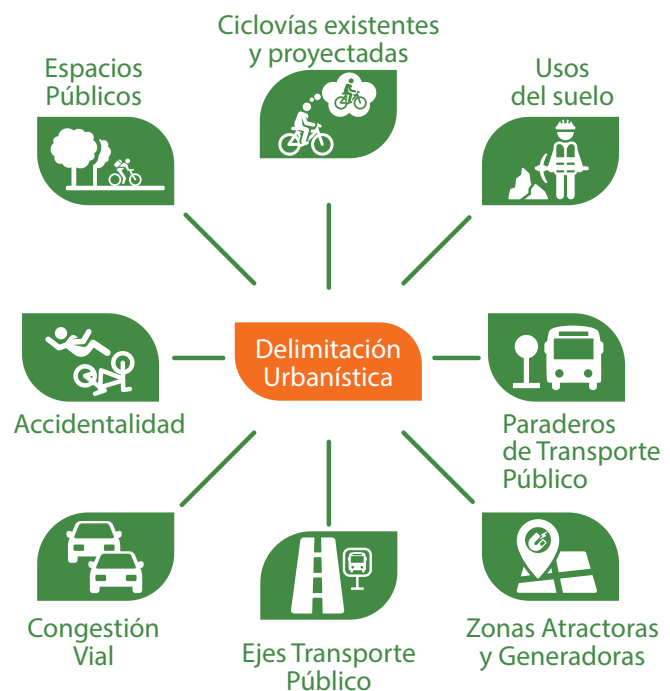 Ciclovías existentes
y proyectadas
Espacios
Públicos
Usos
del suelo
Delimitación
Urbanística
Accidentalidad
Paraderos
de Transporte
Público
Congestión
Vial
Ejes Transporte
Público
Zonas Atractoras
y Generadoras